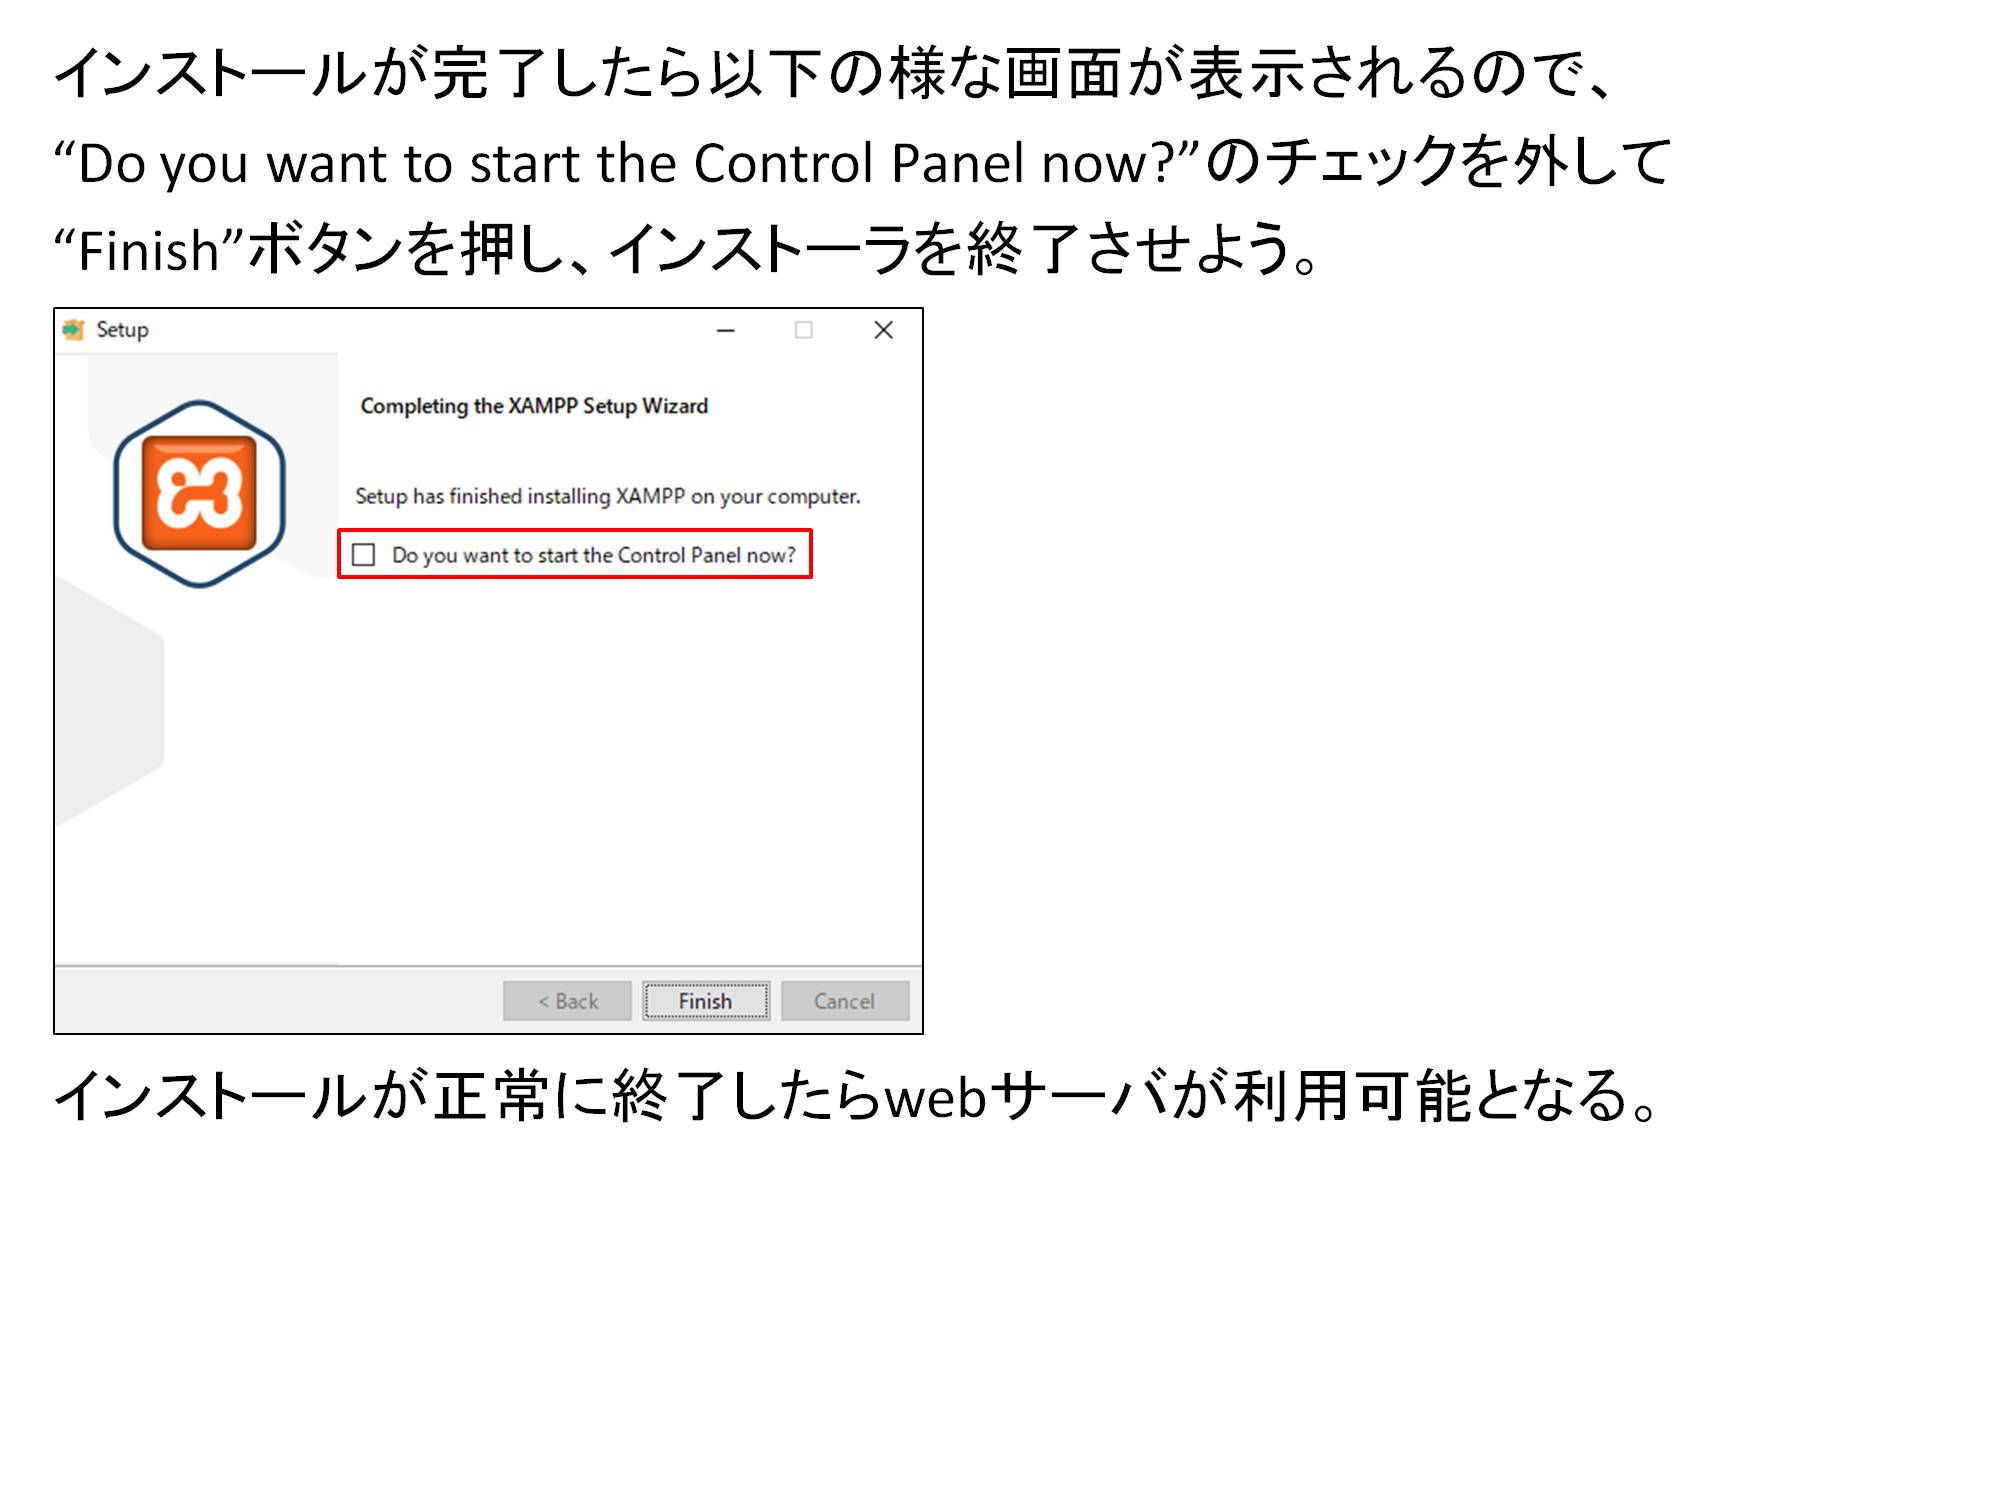 インストールが完了したら以下の様な画面が表示されるので、
“Do you want to start the Control Panel now?”のチェックを外して
“Finish”ボタンを押し、インストーラを終了させよう。
Setup
Completing the XAMPP Setup Wizard
Setup has finished installing XAMPP on your computer.
Do you want to start the Control Panel now?
< Back Finish Cancel
インストールが正常に終了したらwebサーバが利用可能となる。